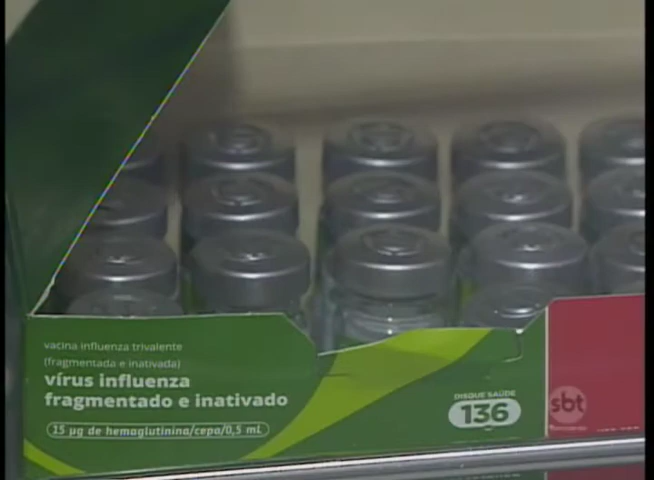 vacina influenza trivalente
(fragmentada e inativada)
vírus influenza
fragmentado e inativado
15 µg de hemaglutinina/cepa/0,5 mL
DISQUE SAÚDE
136
sbt